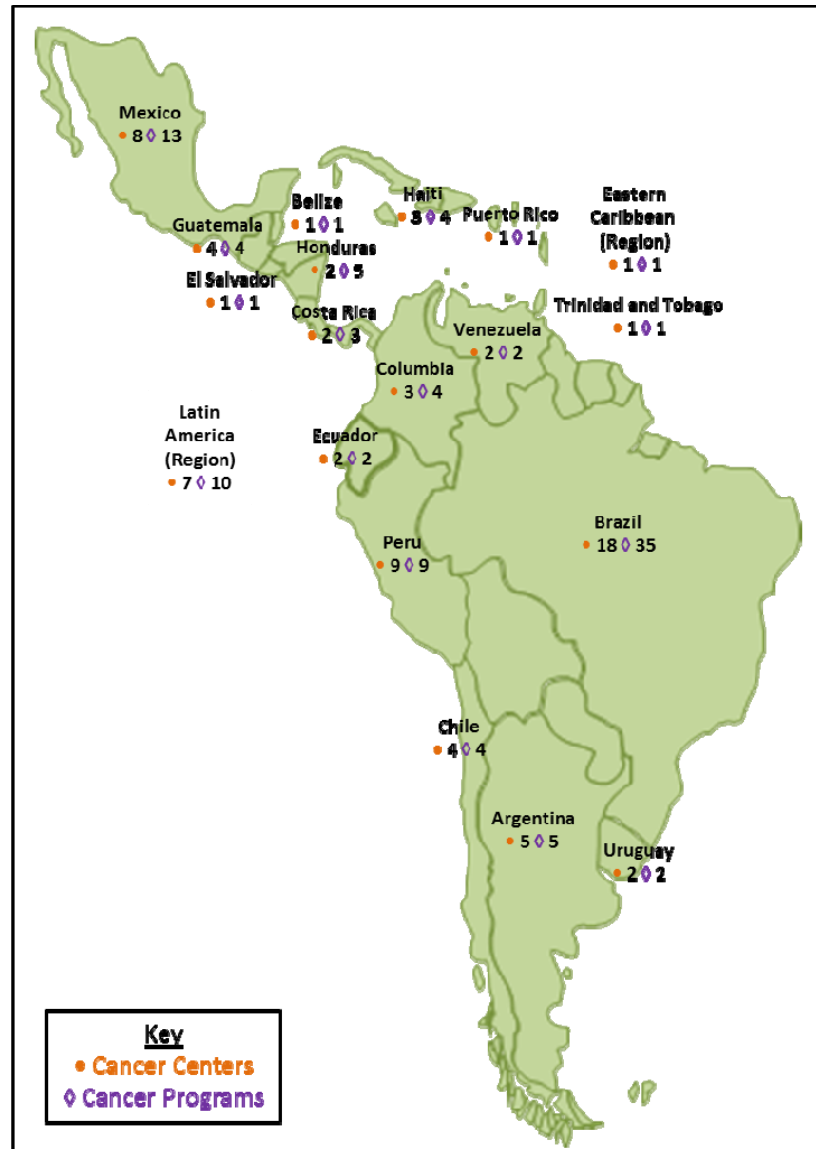 Mexico
• 8 ◊ 13
Belize
• 1 ◊ 1
Haiti
• 3 ◊ 4
Puerto Rico
• 1 ◊ 1
Eastern
Caribbean
(Region)
• 1 ◊ 1
Guatemala
• 4 ◊ 4
Honduras
• 2 ◊ 5
El Salvador
• 1 ◊ 1
Costa Rica
• 2 ◊ 3
Venezuela
• 2 ◊ 2
Trinidad and Tobago
• 1 ◊ 1
Columbia
• 3 ◊ 4
Latin
America
(Region)
• 7 ◊ 10
Ecuador
• 2 ◊ 2
Brazil
• 18 ◊ 35
Peru
• 9 ◊ 9
Chile
• 4 ◊ 4
Argentina
• 5 ◊ 5
Uruguay
• 2 ◊ 2
Key
• Cancer Centers
◊ Cancer Programs